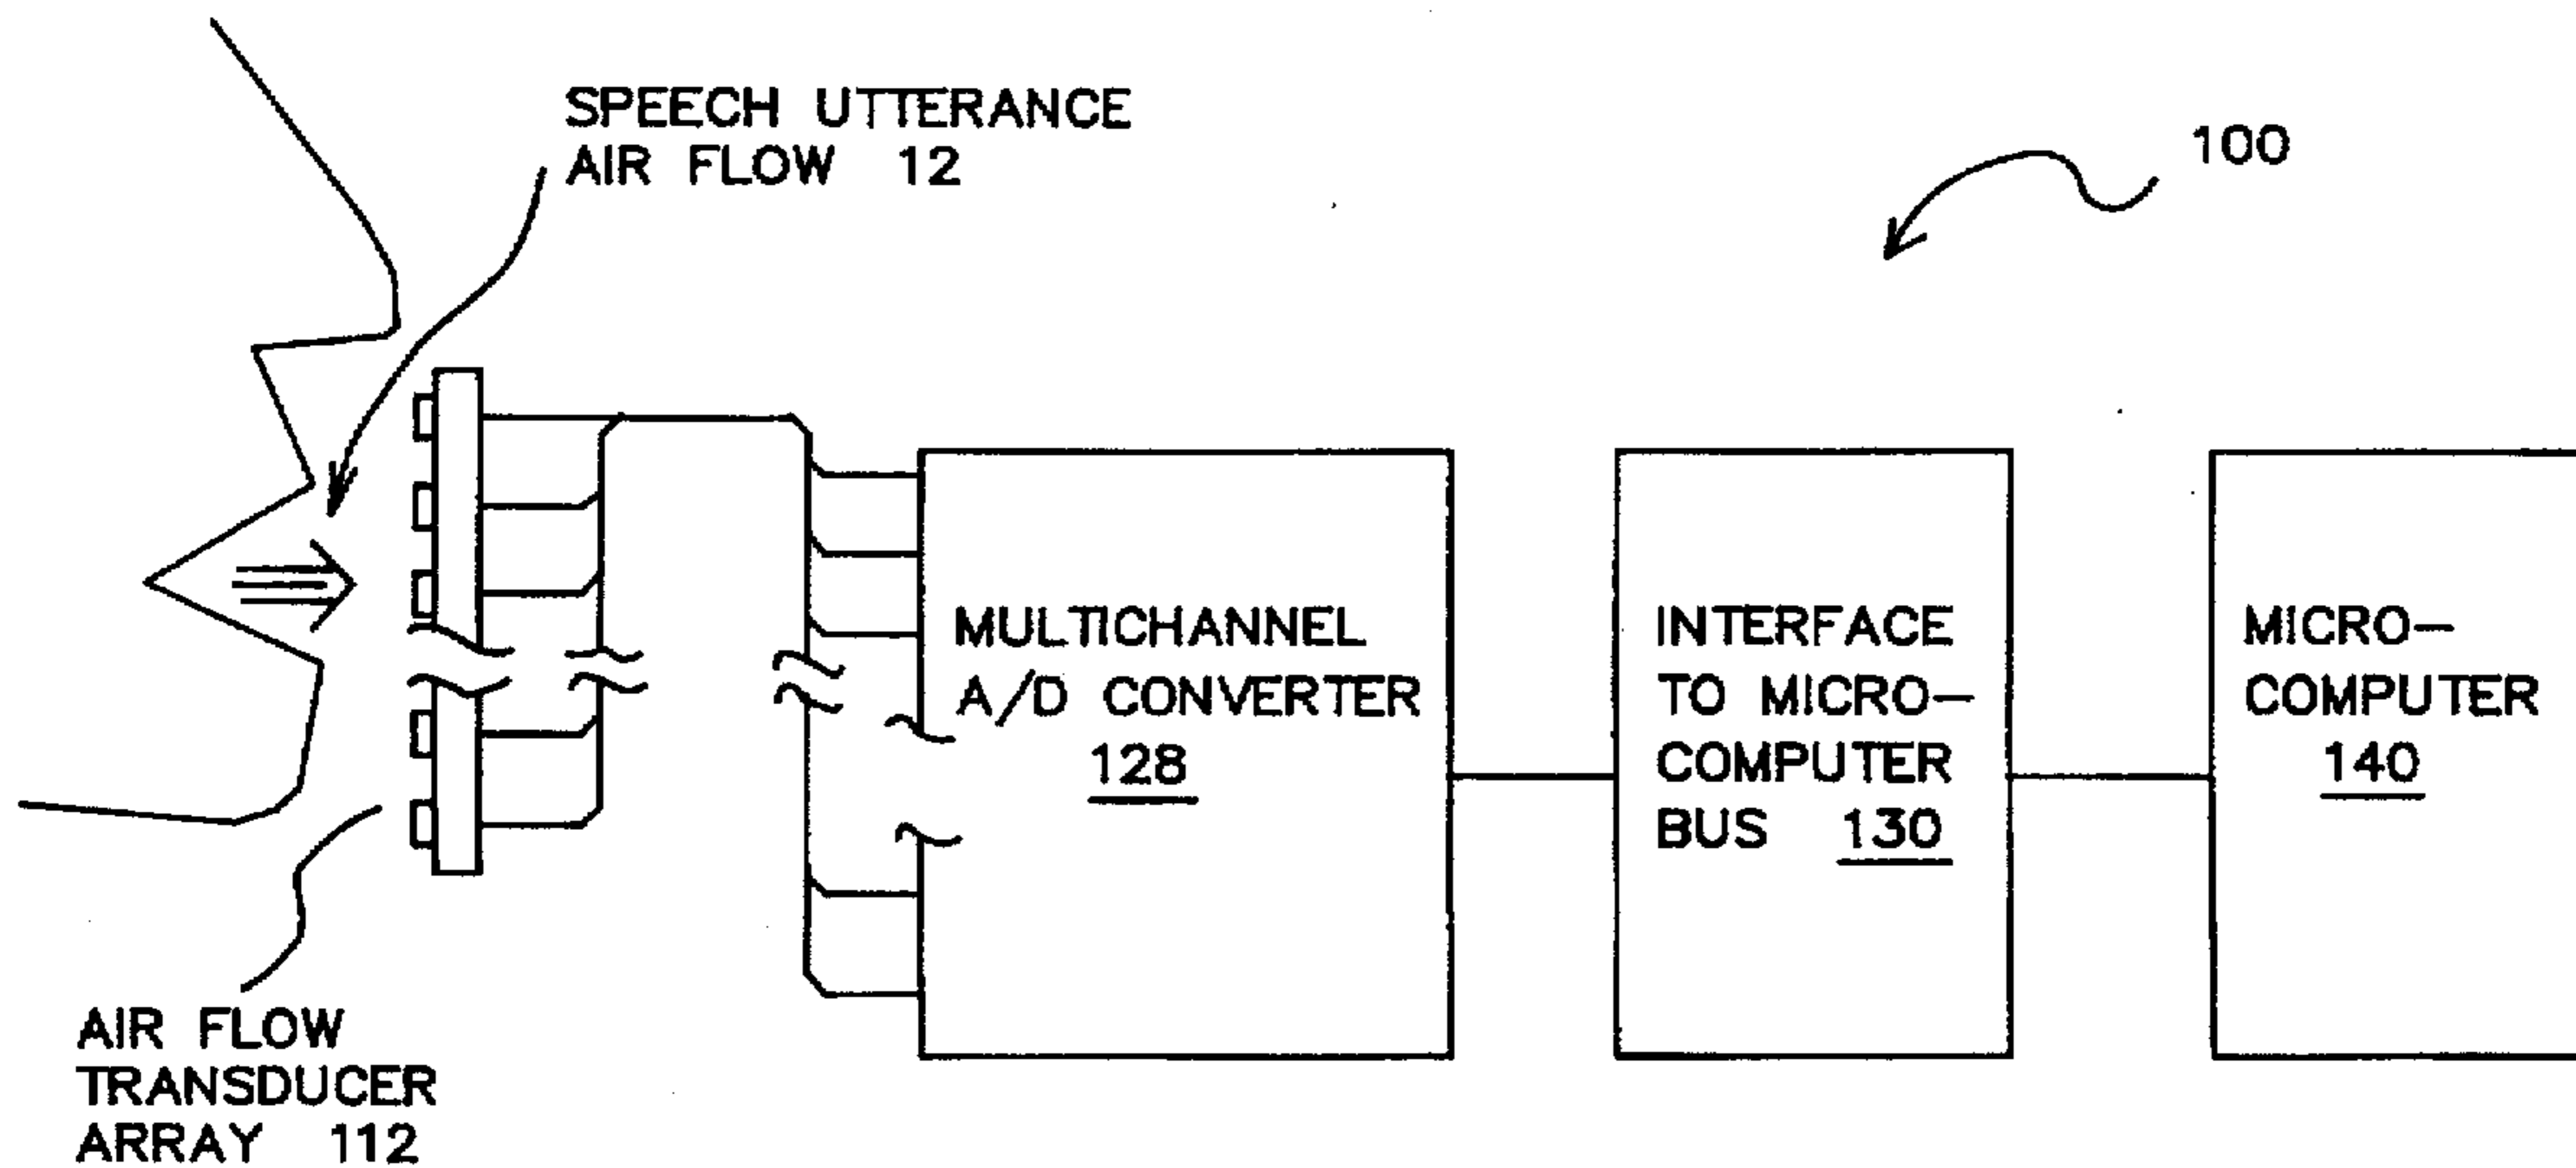 SPEECH UTTERANCE
AIR FLOW 12
100
MULTICHANNEL
A/D CONVERTER
128
INTERFACE
TO MICRO-
COMPUTER
BUS 130
MICRO-
COMPUTER
140
AIR FLOW
TRANSDUCER
ARRAY 112